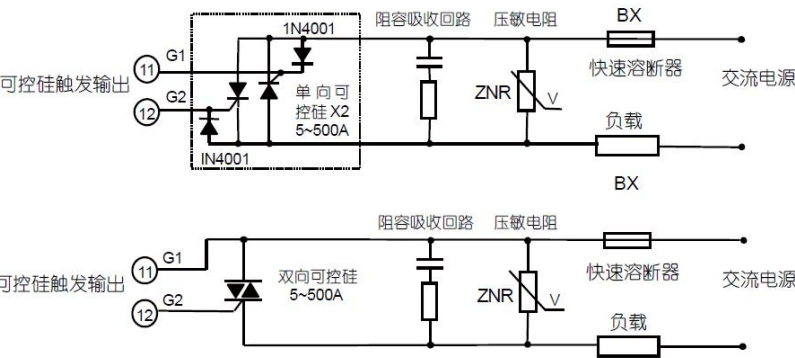 1N4001
阻容吸收回路
压敏电阻
BX
G1
11
可控硅触发输出
G2
12
单向可
控硅X2
5~500A
ZNR
V
快速溶断器
交流电源
负载
IN4001
BX
阻容吸收回路
压敏电阻
G1
11
可控硅触发输出
G2
12
双向可控硅
5~500A
ZNR
V
快速溶断器
交流电源
负载